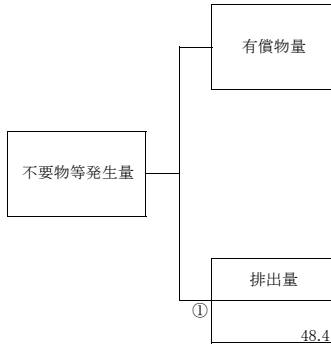 有償物量
不要物等発生量
排出量
①
48.4